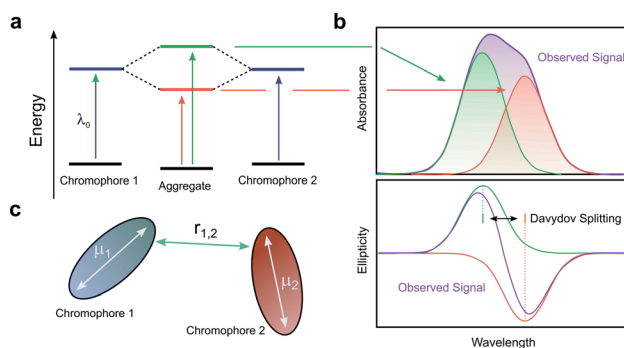 a
Energy
λ0
Chromophore 1
Aggregate
Chromophore 2
b
Absorbance
Observed Signal
Ellipticity
Davydov Splitting
Observed Signal
Wavelength
c
μ1
r1,2
μ2
Chromophore 1
Chromophore 2